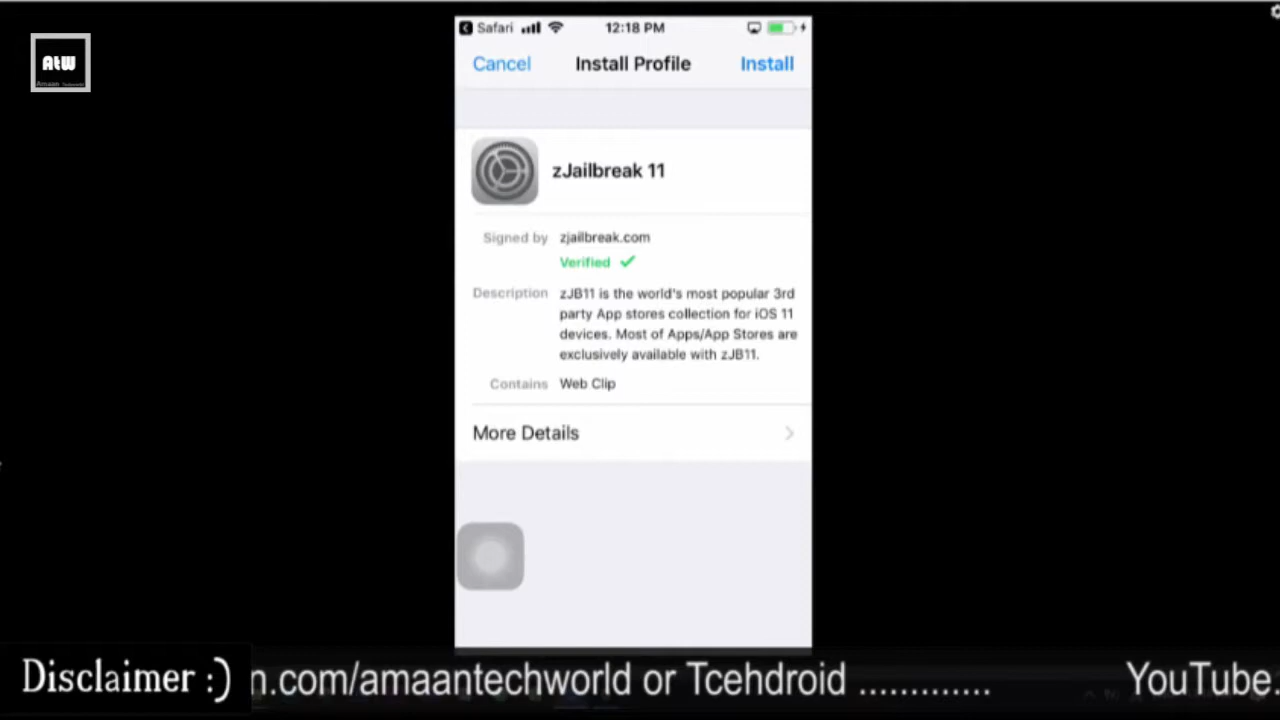 Safari 12:18 PM
AtW
Cancel Install Profile Install
zJailbreak 11
Signed by zjailbreak.com
Verified ✓
Description zJB11 is the world's most popular 3rd
party App stores collection for iOS 11
devices. Most of Apps/App Stores are
exclusively available with zJB11.
Contains Web Clip
More Details
Disclaimer :) n.com/amaantechworld or Tcehdroid ............. YouTube.